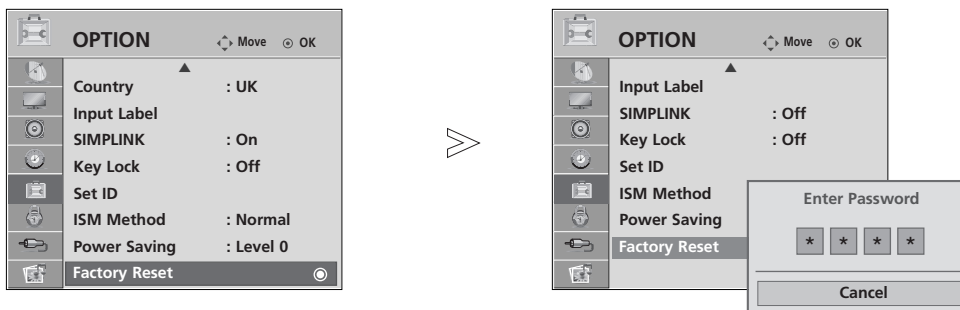 OPTION Move OK
Country : UK
Input Label
SIMPLINK : On
Key Lock : Off
Set ID
ISM Method : Normal
Power Saving : Level 0
Factory Reset
OPTION Move OK
Input Label
SIMPLINK : Off
Key Lock : Off
Set ID
ISM Method
Power Saving
Factory Reset
Enter Password
* * * *
Cancel